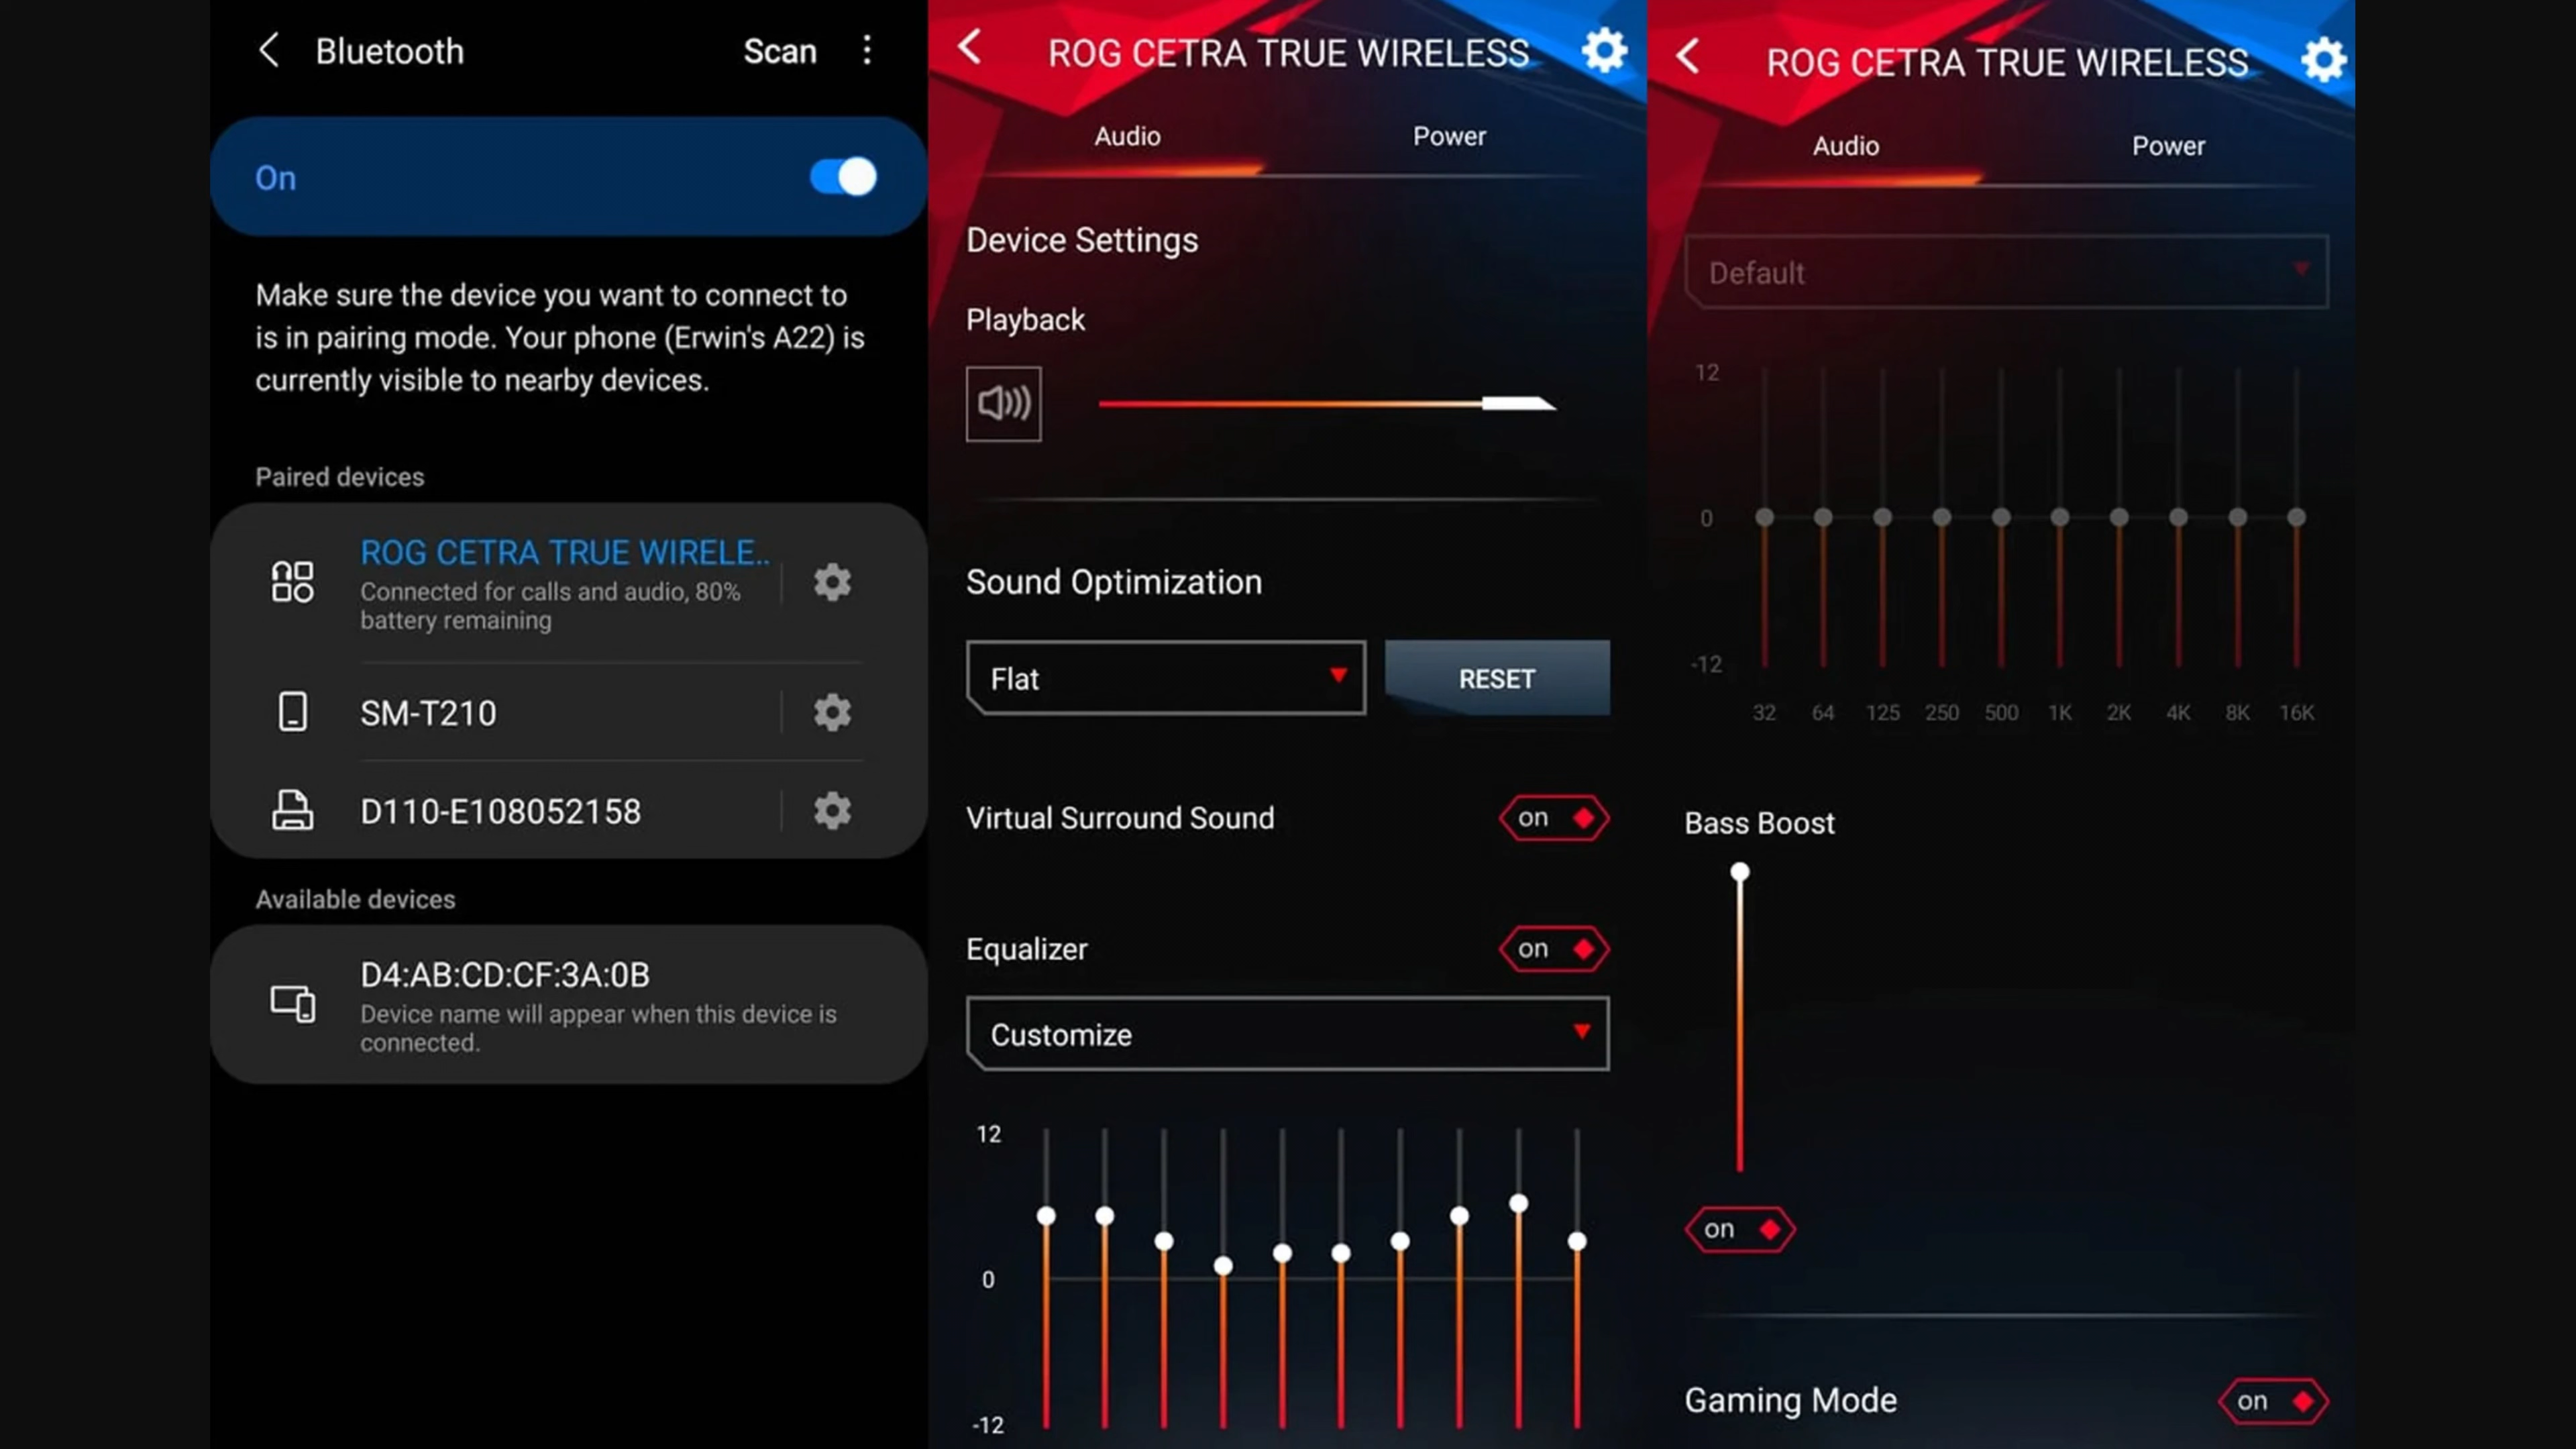 Bluetooth
Scan
On
Make sure the device you want to connect to
is in pairing mode. Your phone (Erwin's A22) is
currently visible to nearby devices.
Paired devices
ROG CETRA TRUE WIRELE..
Connected for calls and audio, 80%
battery remaining
SM-T210
D110-E108052158
Available devices
D4:AB:CD:CF:3A:0B
Device name will appear when this device is
connected.
ROG CETRA TRUE WIRELESS
Audio Power
Device Settings
Playback
Sound Optimization
Flat RESET
Virtual Surround Sound on
Equalizer on
Customize
12
0
-12
ROG CETRA TRUE WIRELESS
Audio Power
Default
12
0
-12
32 64 125 250 500 1K 2K 4K 8K 16K
Bass Boost
on
Gaming Mode on